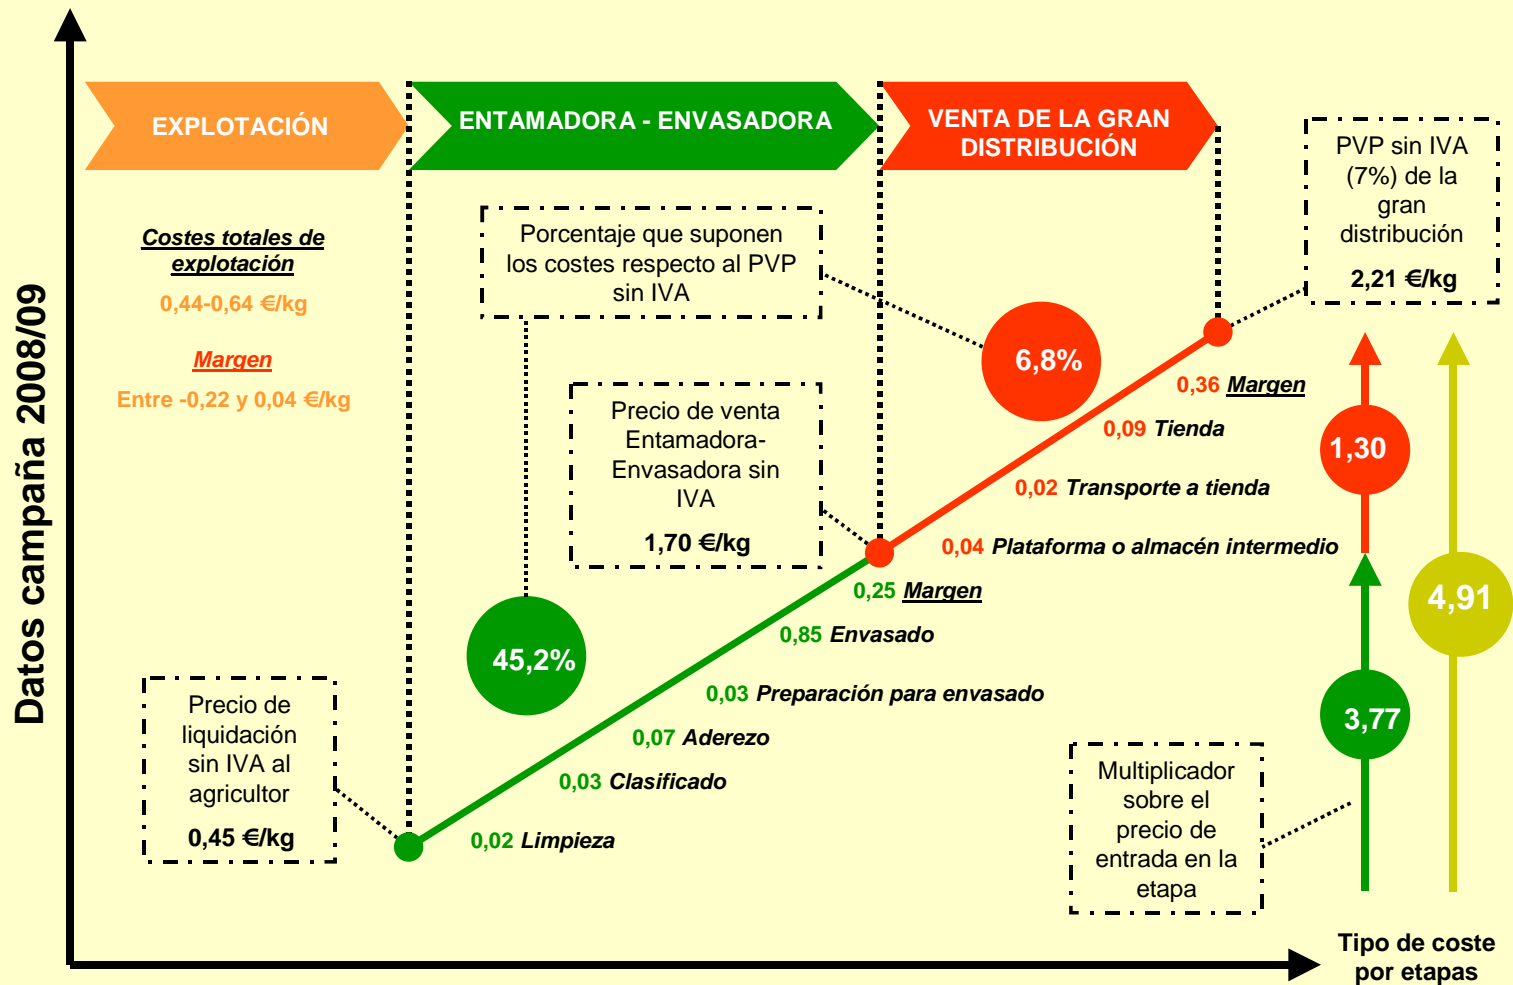 Datos campaña 2008/09
EXPLOTACIÓN
ENTAMADORA - ENVASADORA
VENTA DE LA GRAN
DISTRIBUCIÓN
PVP sin IVA
(7%) de la
gran
distribución
2,21 €/kg
Costes totales de
explotación
0,44-0,64 €/kg
Margen
Entre -0,22 y 0,04 €/kg
Porcentaje que suponen
los costes respecto al PVP
sin IVA
6,8%
45,2%
Precio de venta
Entamadora-
Envasadora sin
IVA
1,70 €/kg
Precio de
liquidación
sin IVA al
agricultor
0,45 €/kg
0,36 Margen
0,09 Tienda
0,02 Transporte a tienda
0,04 Plataforma o almacén intermedio
0,25 Margen
0,85 Envasado
0,03 Preparación para envasado
0,07 Aderezo
0,03 Clasificado
0,02 Limpieza
1,30
4,91
3,77
Multiplicador
sobre el
precio de
entrada en la
etapa
Tipo de coste
por etapas